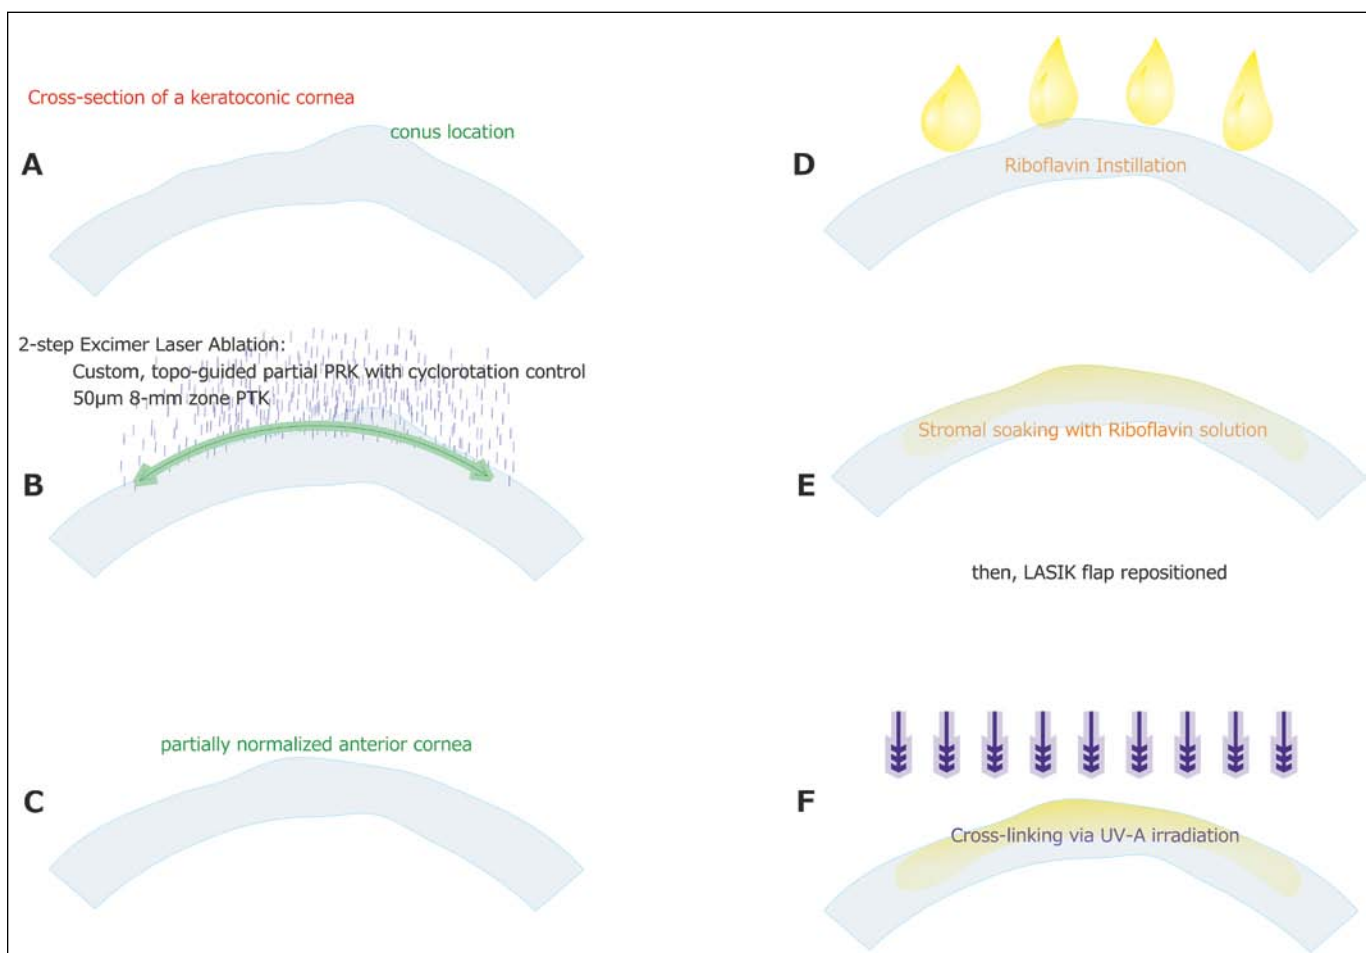 Cross-section of a keratoconic cornea
conus location
A
2-step Excimer Laser Ablation:
Custom, topo-guided partial PRK with cyclorotation control
50µm 8-mm zone PTK
B
partially normalized anterior cornea
C
D
Riboflavin Instillation
Stromal soaking with Riboflavin solution
E
then, LASIK flap repositioned
F
Cross-linking via UV-A irradiation